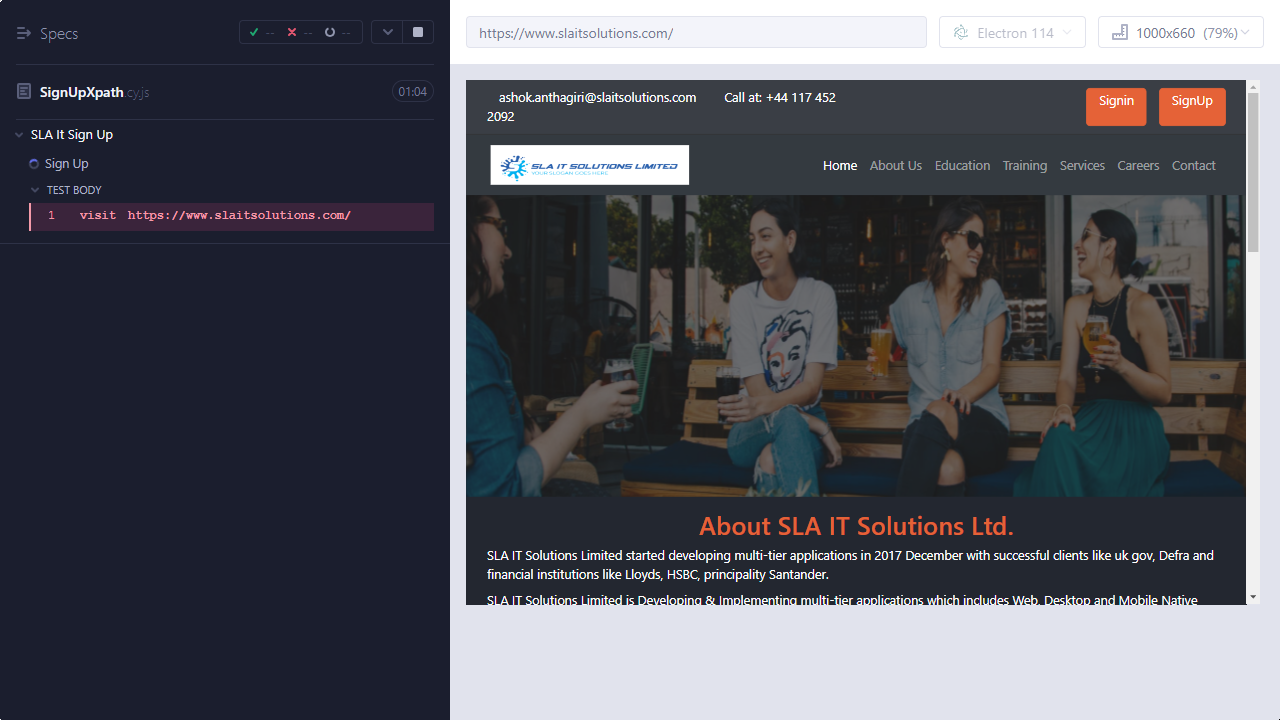 Specs
-- -- --
SignUpXpath.cy.js
01:04
SLA It Sign Up
Sign Up
TEST BODY
1 visit https://www.slaitsolutions.com/
https://www.slaitsolutions.com/
Electron 114
1000x660 (79%)
ashok.anthagiri@slaitsolutions.com Call at: +44 117 452
2092
Signin
SignUp
SLA IT SOLUTIONS LIMITED
YOUR SLOGAN GOES HERE
Home About Us Education Training Services Careers Contact
About SLA IT Solutions Ltd.
SLA IT Solutions Limited started developing multi-tier applications in 2017 December with successful clients like uk gov, Defra and
financial institutions like Lloyds, HSBC, principality Santander.
SLA IT Solutions Limited is Developing & Implementing multi-tier applications which includes Web, Desktop and Mobile Native